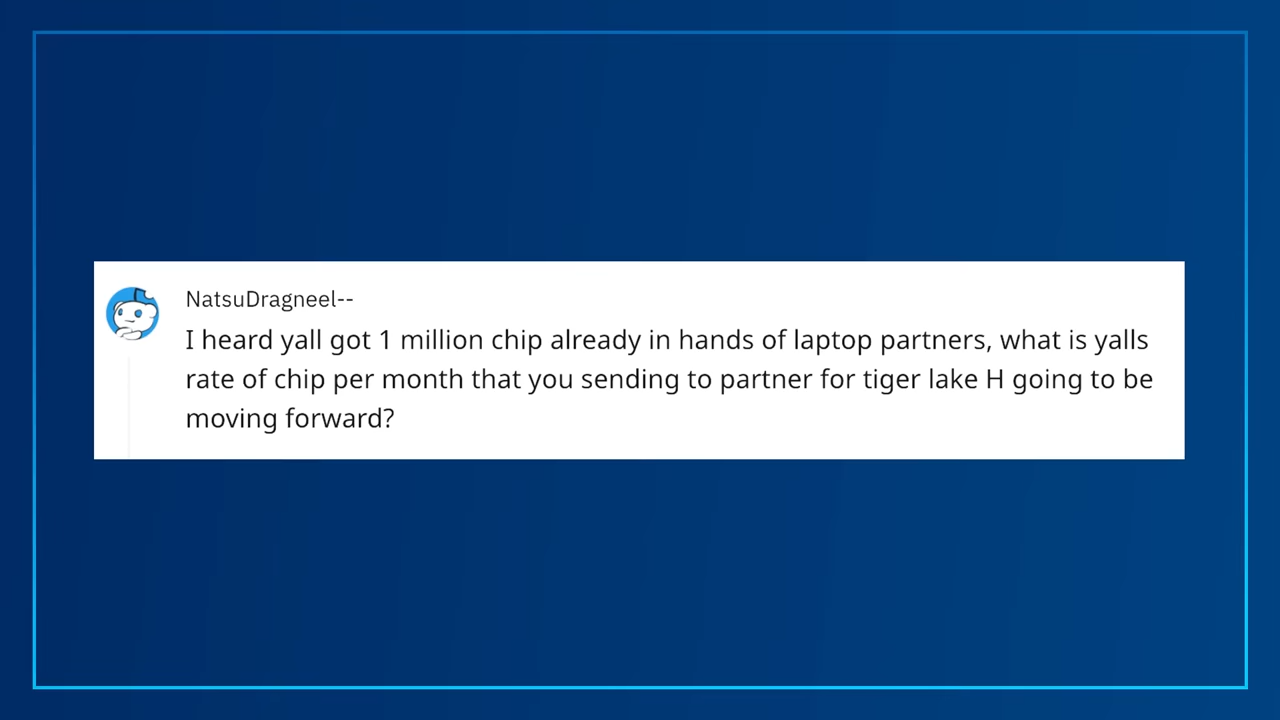 NatsuDragneel--
I heard yall got 1 million chip already in hands of laptop partners, what is yalls
rate of chip per month that you sending to partner for tiger lake H going to be
moving forward?